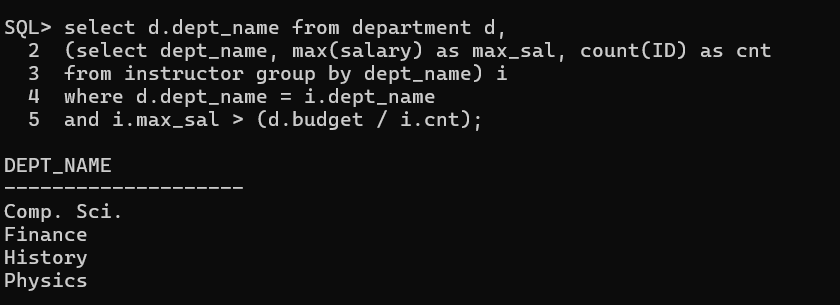 SQL> select d.dept_name from department d,
  2  (select dept_name, max(salary) as max_sal, count(ID) as cnt
  3  from instructor group by dept_name) i
  4  where d.dept_name = i.dept_name
  5  and i.max_sal > (d.budget / i.cnt);
DEPT_NAME
--------------------
Comp. Sci.
Finance
History
Physics